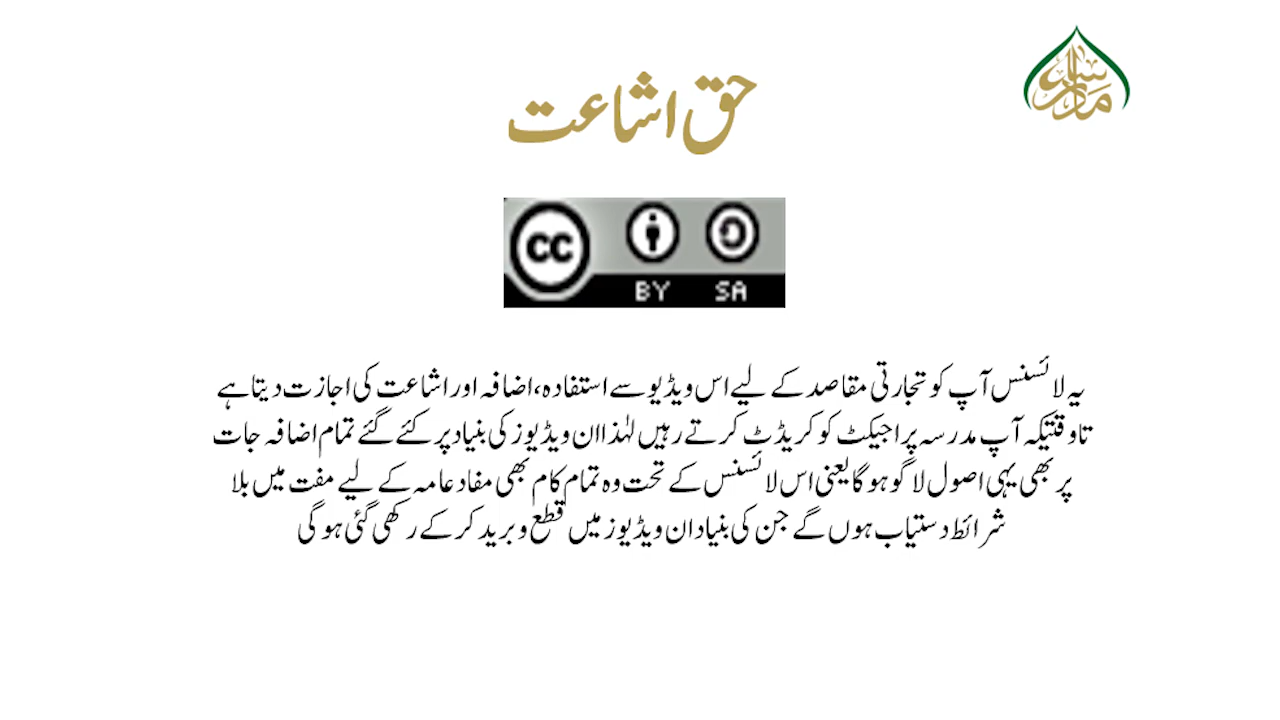 مدرسہ
حق اشاعت
cc
BY SA
یہ لائسنس آپ کو تجارتی مقاصد کے لیے اس ویڈیو سے استفادہ، اضافہ اور اشاعت کی اجازت دیتا ہے
تاوقتیکہ آپ مدرسہ پراجیکٹ کو کریڈٹ کرتے رہیں لہٰذا ان ویڈیوز کی بنیاد پر کئے گئے تمام اضافہ جات
پر بھی یہی اصول لاگو ہوگا یعنی اس لائسنس کے تحت وہ تمام کام بھی مفاد عامہ کے لیے مفت میں بلا
شرائط دستیاب ہوں گے جن کی بنیاد ان ویڈیوز میں قطع و برید کر کے رکھی گئی ہوگی